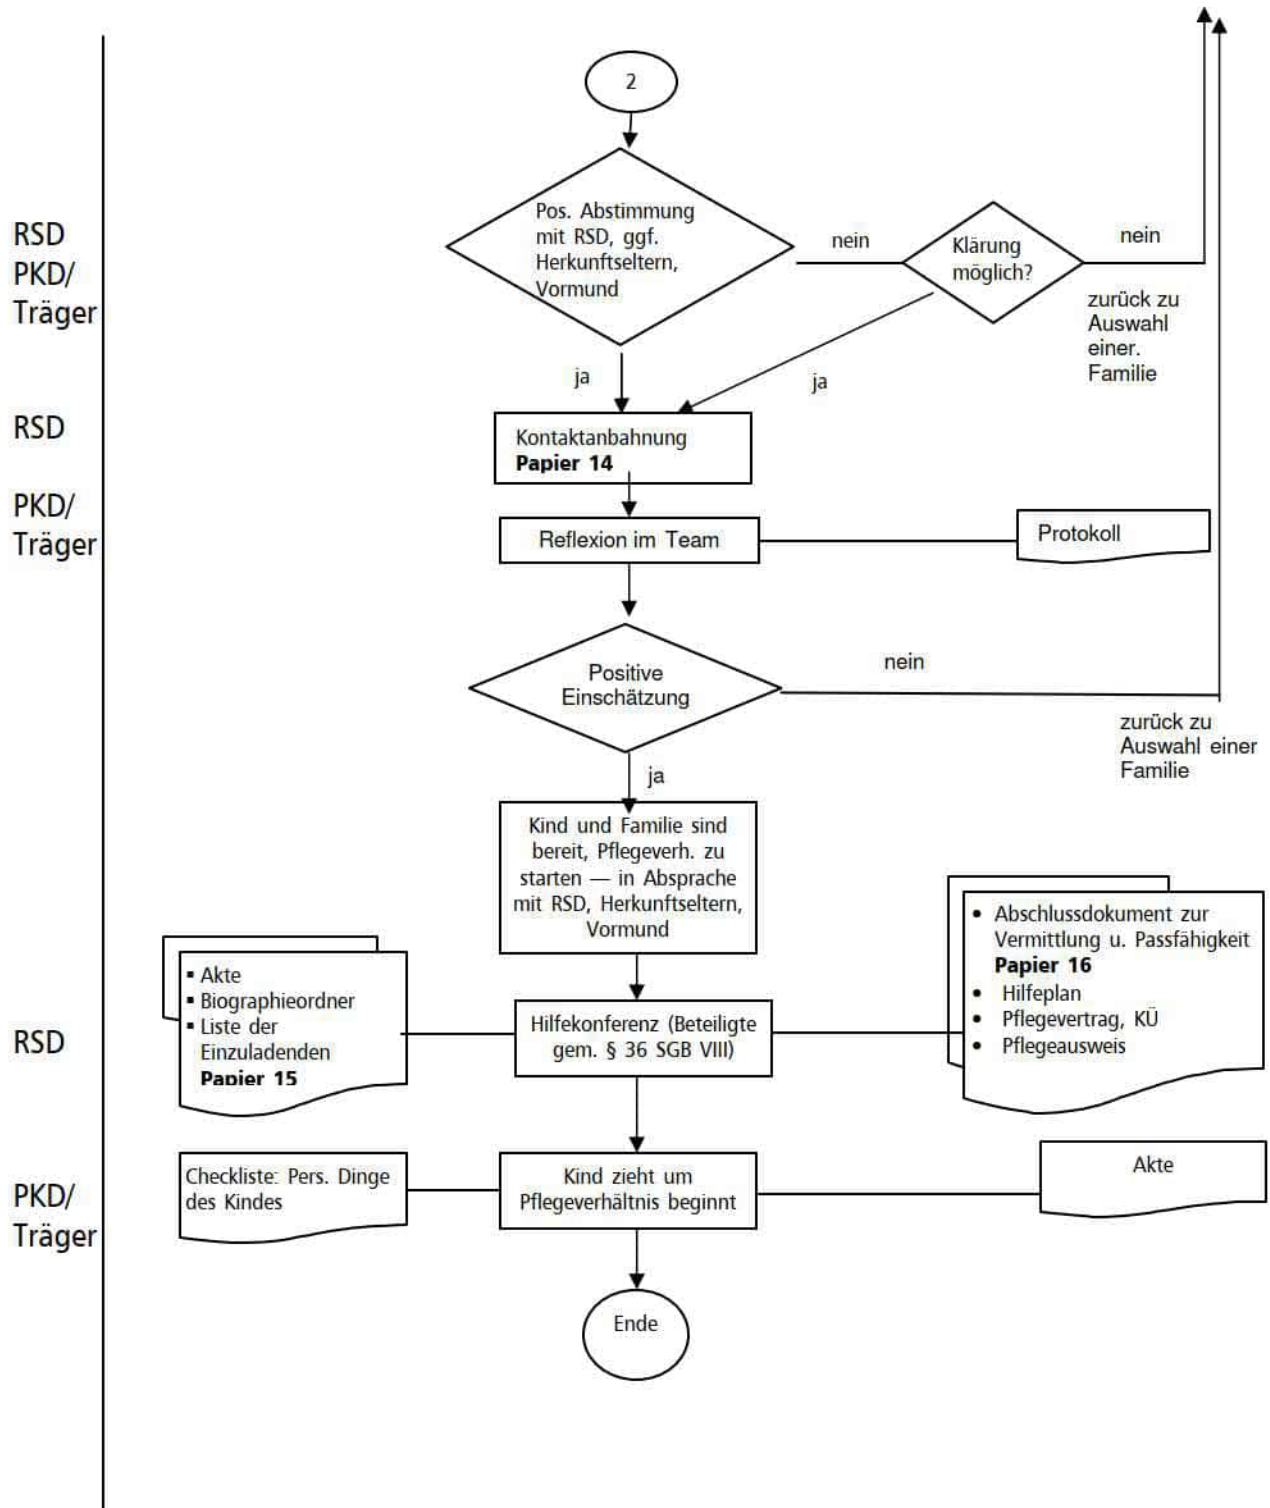 2
Pos. Abstimmung
mit RSD, ggf.
Herkunftseltern,
Vormund
nein
Klärung
möglich?
nein
RSD
PKD/
Träger
zurück zu
Auswahl
einer.
Familie
ja
ja
RSD
Kontaktanbahnung
Papier 14
PKD/
Träger
Reflexion im Team
Protokoll
Positive
Einschätzung
nein
zurück zu
Auswahl einer
Familie
ja
Kind und Familie sind
bereit, Pflegeverh. zu
starten — in Absprache
mit RSD, Herkunftseltern,
Vormund
RSD
▪ Akte
▪ Biographieordner
▪ Liste der
Einzuladenden
Papier 15
Hilfekonferenz (Beteiligte
gem. § 36 SGB VIII)
• Abschlussdokument zur
Vermittlung u. Passfähigkeit
Papier 16
• Hilfeplan
• Pflegevertrag, KÜ
• Pflegeausweis
PKD/
Träger
Checkliste: Pers. Dinge
des Kindes
Kind zieht um
Pflegeverhältnis beginnt
Akte
Ende